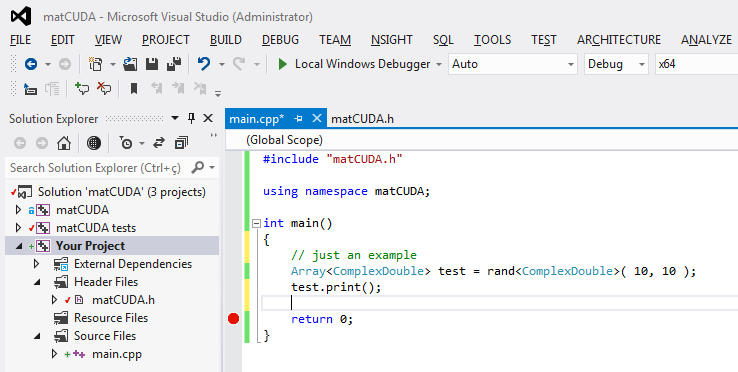 matCUDA - Microsoft Visual Studio (Administrator)
FILE EDIT VIEW PROJECT BUILD DEBUG TEAM NSIGHT SQL TOOLS TEST ARCHITECTURE ANALYZE
Local Windows Debugger Auto Debug x64
Solution Explorer
Search Solution Explorer (Ctrl+ç)
Solution 'matCUDA' (3 projects)
matCUDA
matCUDA tests
Your Project
External Dependencies
Header Files
matCUDA.h
Resource Files
Source Files
main.cpp
main.cpp* matCUDA.h
(Global Scope)
#include "matCUDA.h"
using namespace matCUDA;
int main()
{
// just an example
Array<ComplexDouble> test = rand<ComplexDouble>( 10, 10 );
test.print();
return 0;
}